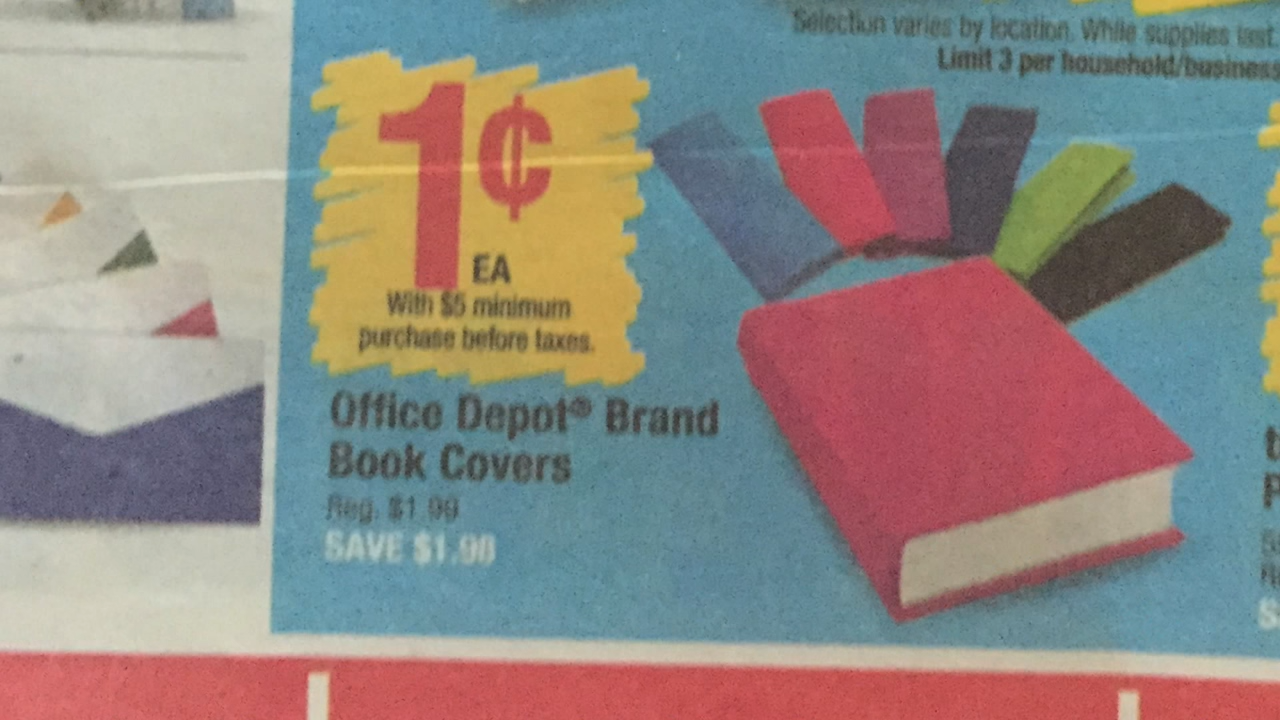 Selection varies by location. While supplies last.
Limit 3 per household/business
1¢
EA
With $5 minimum
purchase before taxes.
Office Depot® Brand
Book Covers
Reg. $1.99
SAVE $1.98